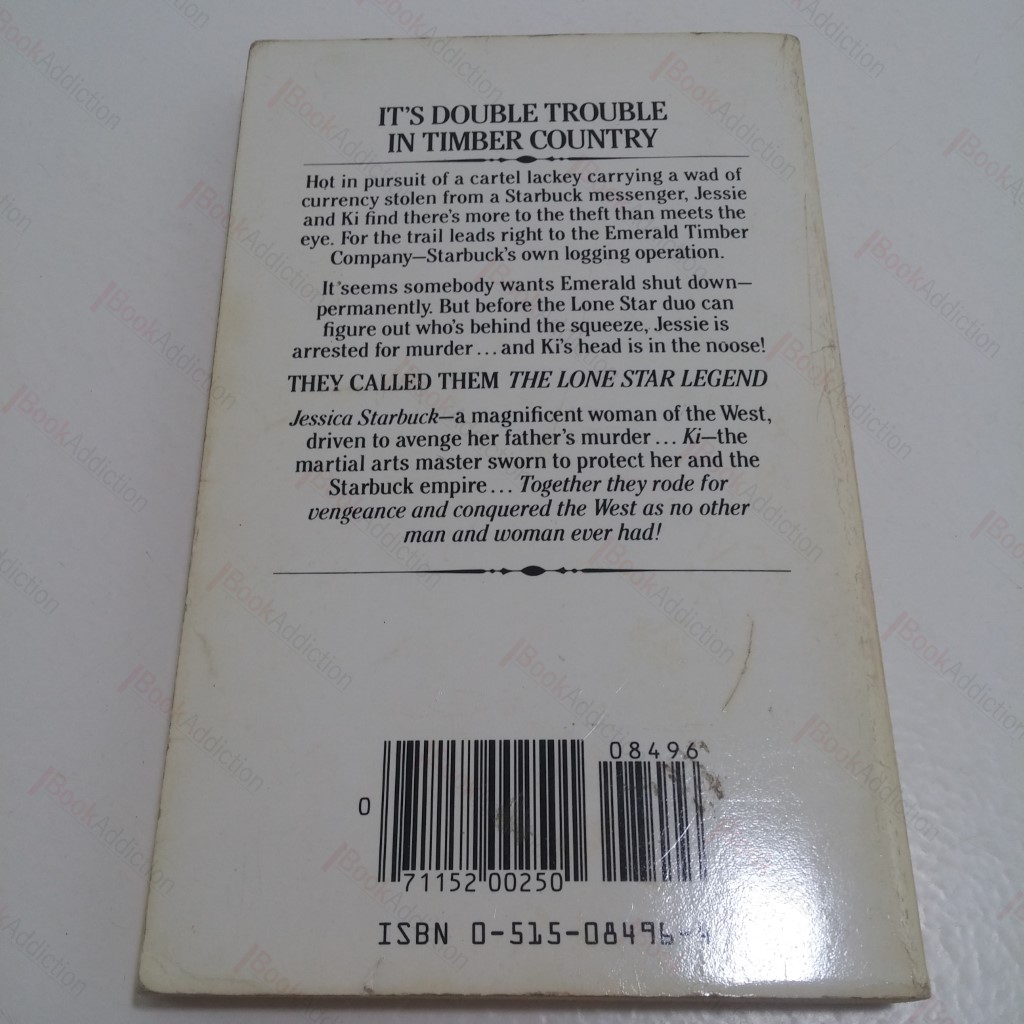 IT'S DOUBLE TROUBLE
IN TIMBER COUNTRY
Hot in pursuit of a cartel lackey carrying a wad of
currency stolen from a Starbuck messenger, Jessie
and Ki find there's more to the theft than meets the
eye. For the trail leads right to the Emerald Timber
Company—Starbuck's own logging operation.
It seems somebody wants Emerald shut down—
permanently. But before the Lone Star duo can
figure out who's behind the squeeze, Jessie is
arrested for murder...and Ki's head is in the noose!
THEY CALLED THEM THE LONE STAR LEGEND
Jessica Starbuck—a magnificent woman of the West,
driven to avenge her father's murder... Ki—the
martial arts master sworn to protect her and the
Starbuck empire... Together they rode for
vengeance and conquered the West as no other
man and woman ever had!
08496
0
71152 00250
ISBN 0-515-08496-4
BookAddiction